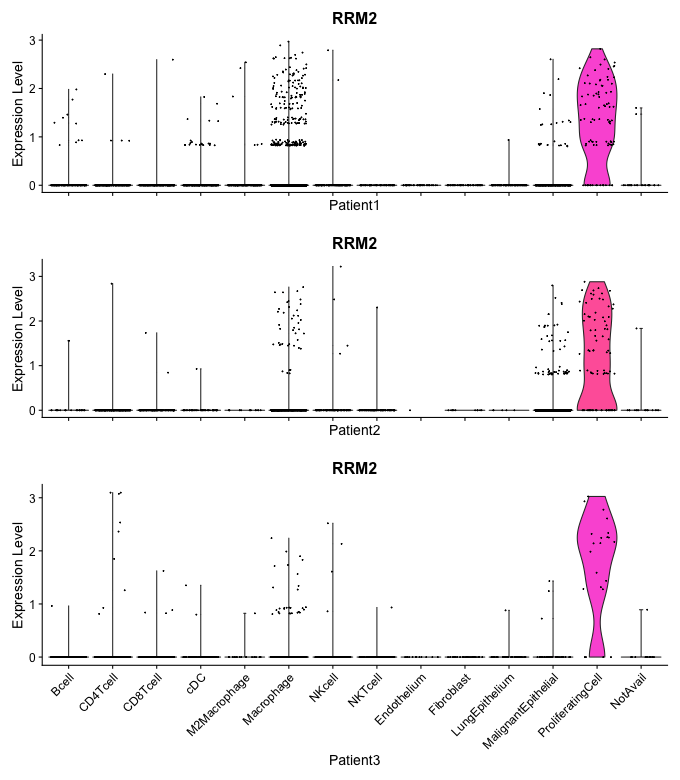 RRM2
Expression Level
3
2
1
0
Patient1
RRM2
Expression Level
3
2
1
0
Patient2
RRM2
Expression Level
3
2
1
0
Bcell
CD4Tcell
CD8Tcell
cDC
M2Macrophage
Macrophage
NKcell
NKTcell
Endothelium
Fibroblast
LungEpithelium
MalignantEpithelial
ProliferatingCell
NotAvail
Patient3